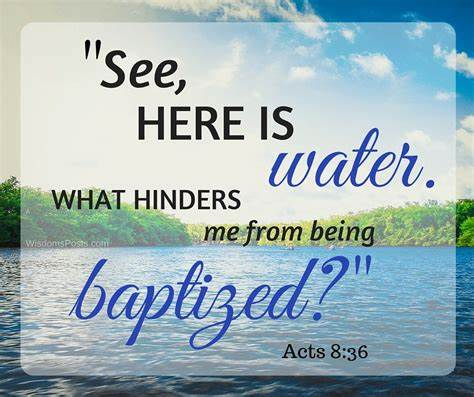 "See,
HERE IS
water.
WHAT HINDERS
me from being
WisdomsPosts.com
baptized?"
Acts 8:36